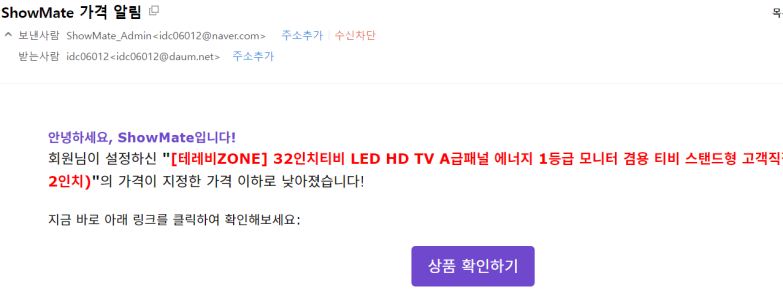 ShowMate 가격 알림
보낸사람 ShowMate_Admin<idc06012@naver.com> 주소추가 수신차단
받는사람 idc06012<idc06012@daum.net> 주소추가
안녕하세요, ShowMate입니다!
회원님이 설정하신 "[테레비ZONE] 32인치티비 LED HD TV A급패널 에너지 1등급 모니터 겸용 티비 스탠드형 고객직
2인치)"의 가격이 지정한 가격 이하로 낮아졌습니다!
지금 바로 아래 링크를 클릭하여 확인해보세요:
상품 확인하기